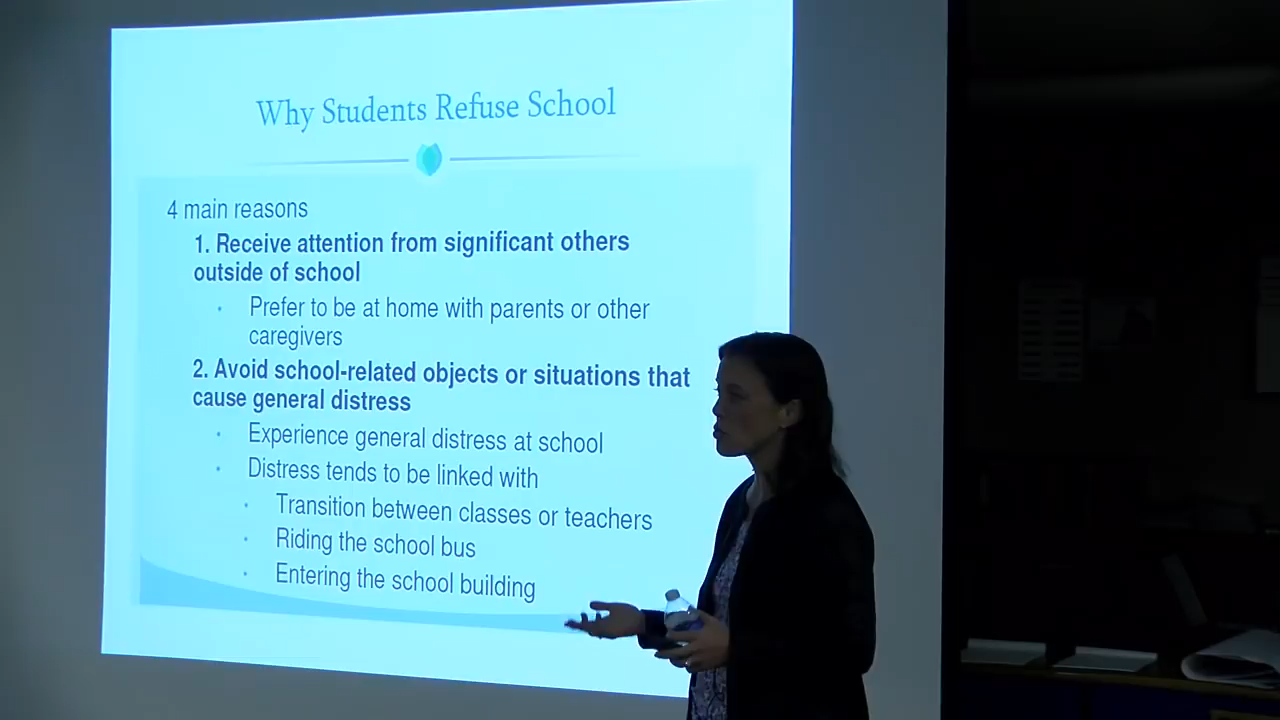 Why Students Refuse School
4 main reasons
1. Receive attention from significant others
outside of school
· Prefer to be at home with parents or other
caregivers
2. Avoid school-related objects or situations that
cause general distress
· Experience general distress at school
· Distress tends to be linked with
· Transition between classes or teachers
· Riding the school bus
· Entering the school building